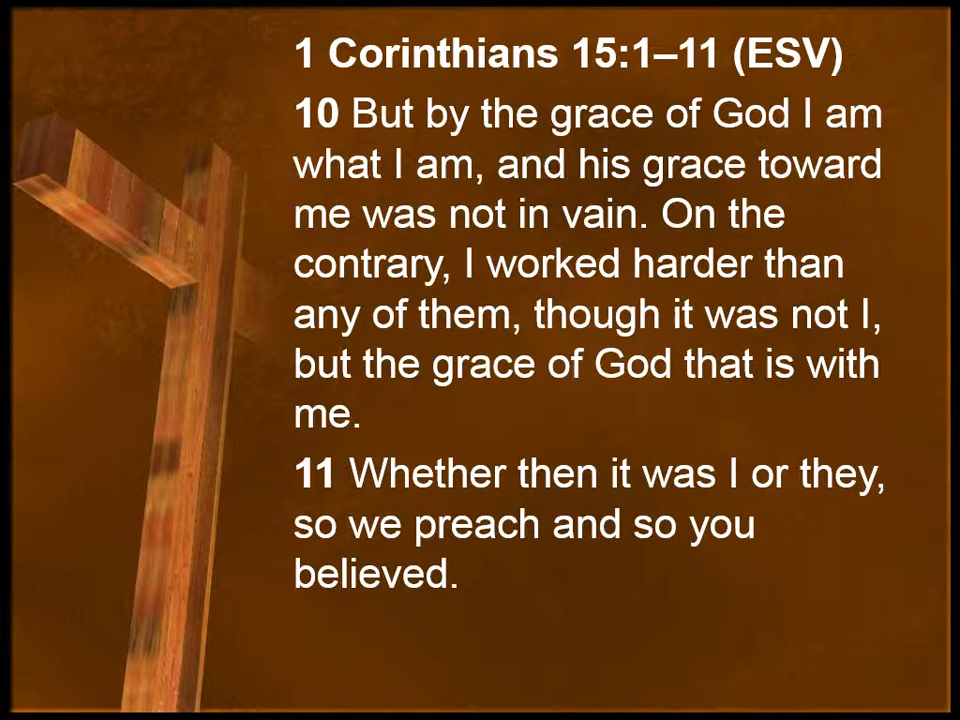 1 Corinthians 15:1–11 (ESV)
10 But by the grace of God I am
what I am, and his grace toward
me was not in vain. On the
contrary, I worked harder than
any of them, though it was not I,
but the grace of God that is with
me.
11 Whether then it was I or they,
so we preach and so you
believed.